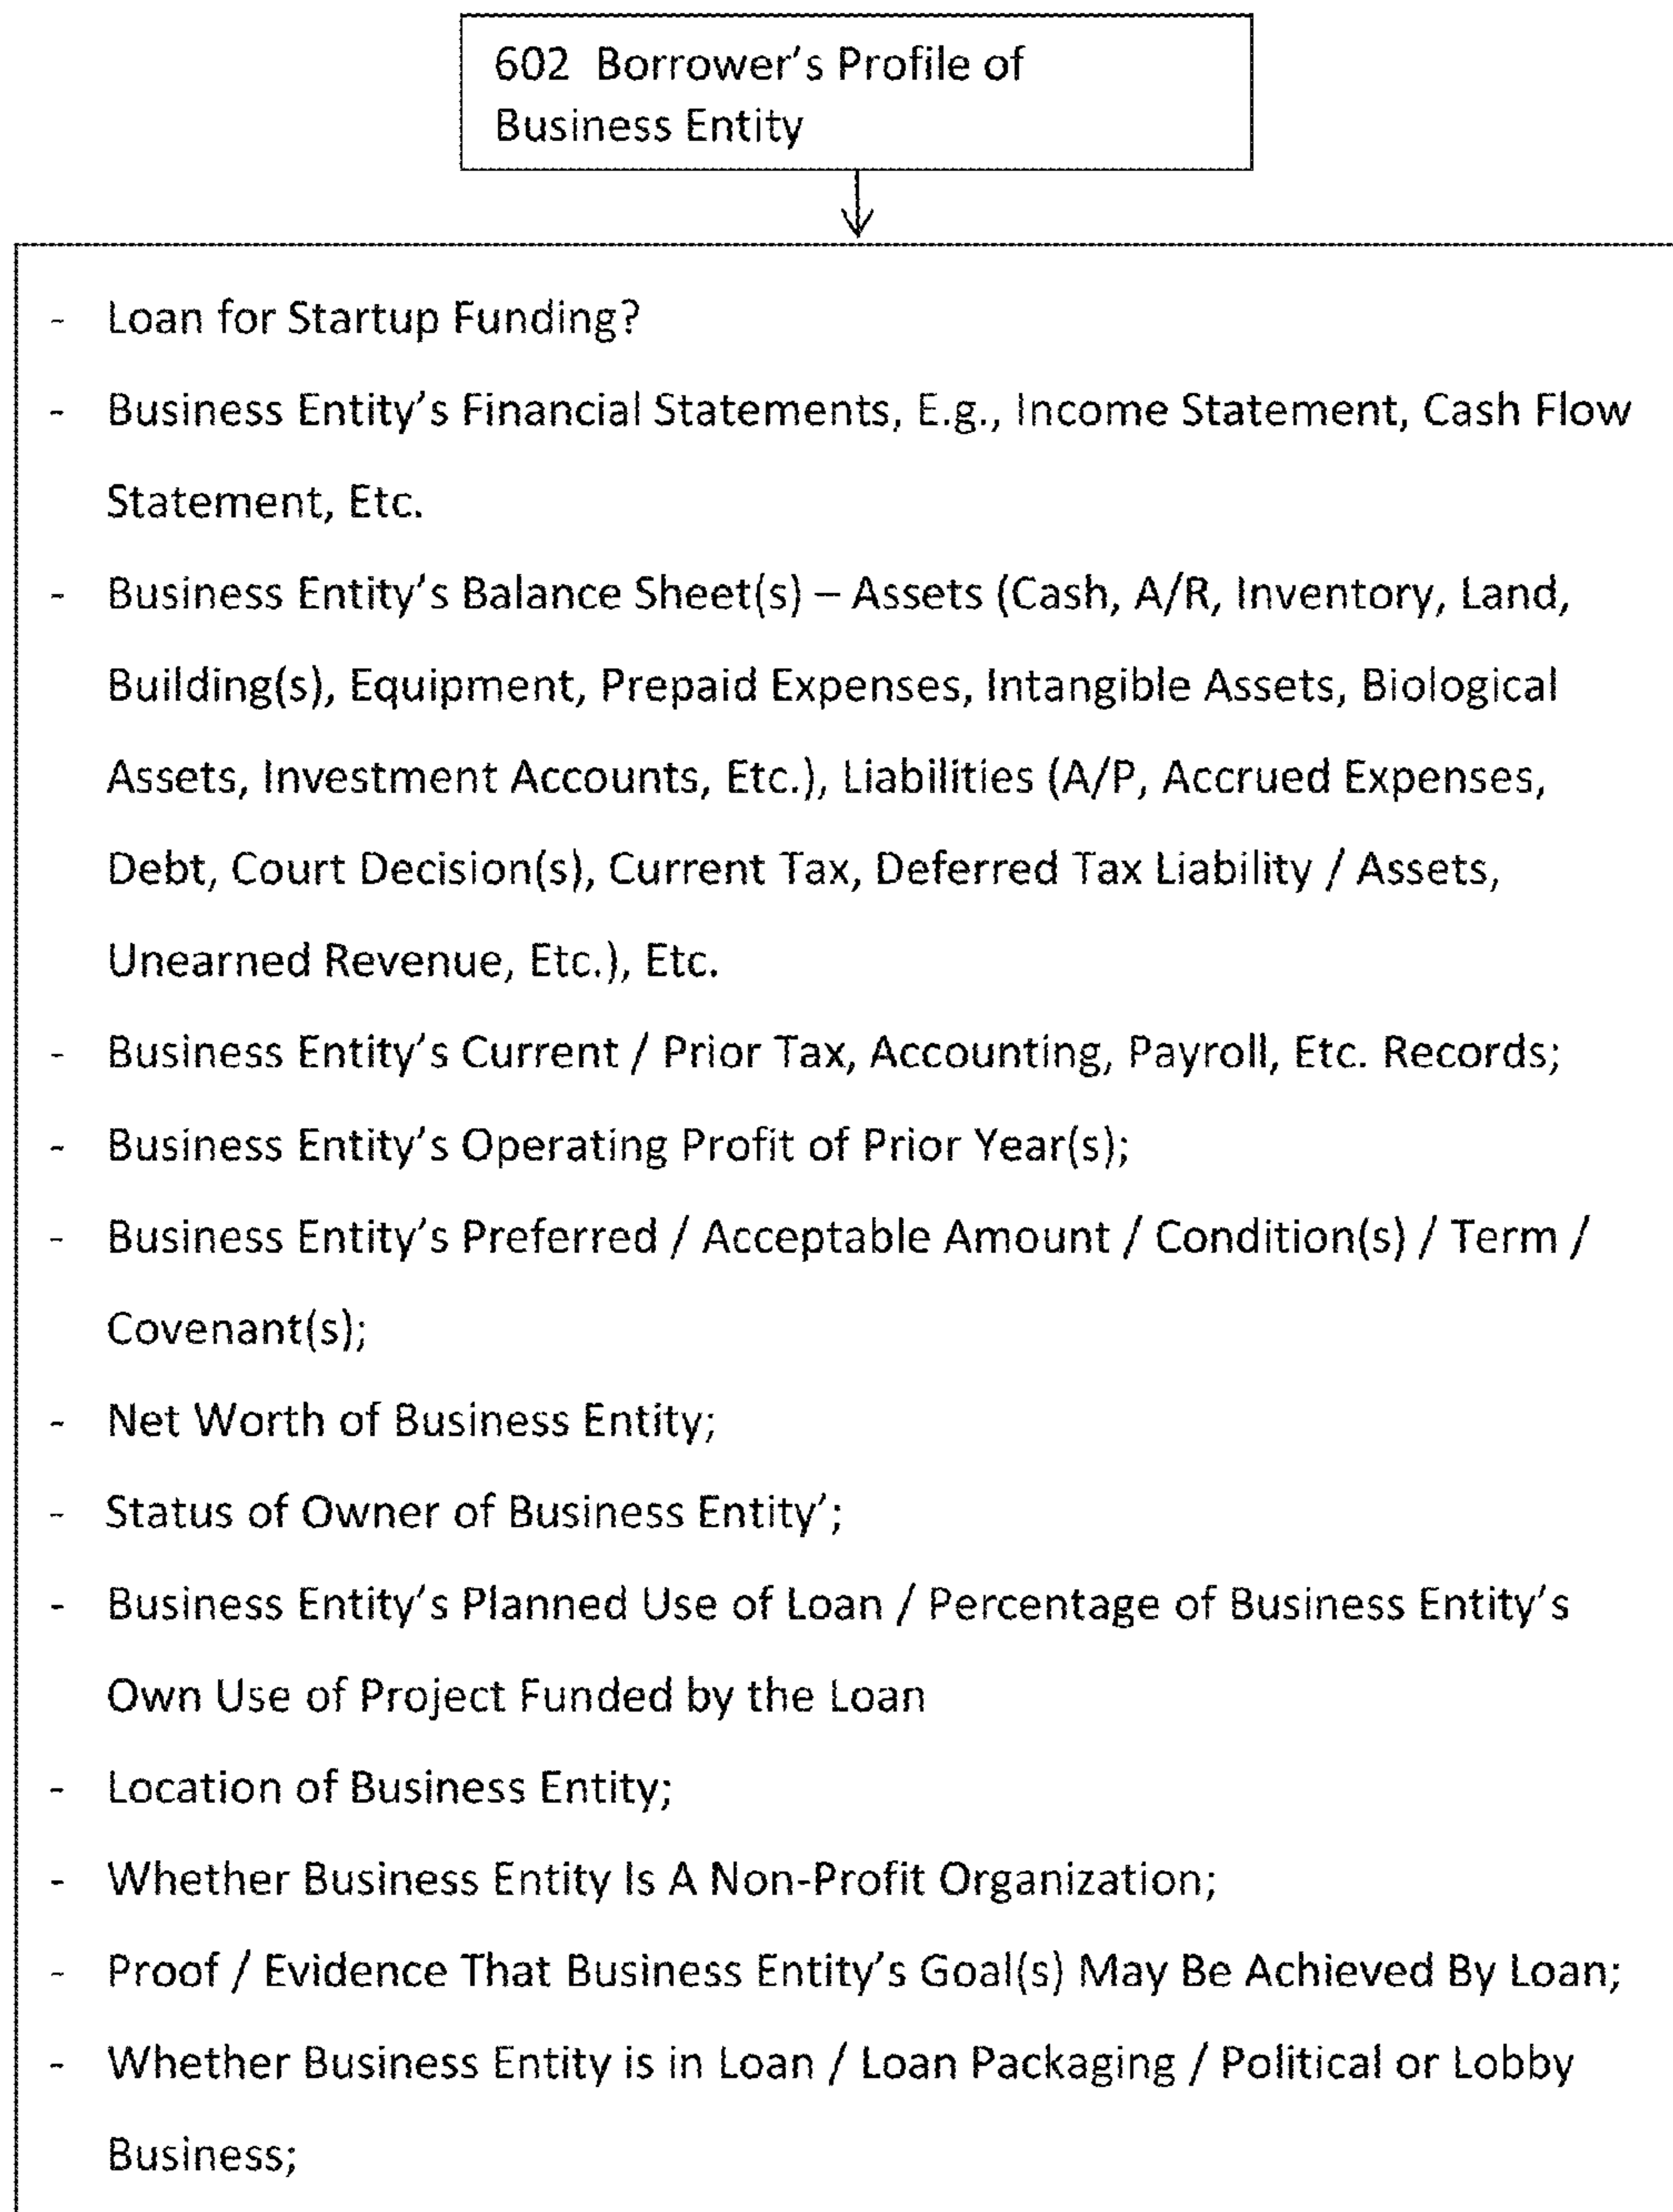 602 Borrower's Profile of
Business Entity
- Loan for Startup Funding?
- Business Entity's Financial Statements, E.g., Income Statement, Cash Flow
Statement, Etc.
- Business Entity's Balance Sheet(s) – Assets (Cash, A/R, Inventory, Land,
Building(s), Equipment, Prepaid Expenses, Intangible Assets, Biological
Assets, Investment Accounts, Etc.), Liabilities (A/P, Accrued Expenses,
Debt, Court Decision(s), Current Tax, Deferred Tax Liability / Assets,
Unearned Revenue, Etc.), Etc.
- Business Entity's Current / Prior Tax, Accounting, Payroll, Etc. Records;
- Business Entity's Operating Profit of Prior Year(s);
- Business Entity's Preferred / Acceptable Amount / Condition(s) / Term /
Covenant(s);
- Net Worth of Business Entity;
- Status of Owner of Business Entity';
- Business Entity's Planned Use of Loan / Percentage of Business Entity's
Own Use of Project Funded by the Loan
- Location of Business Entity;
- Whether Business Entity Is A Non-Profit Organization;
- Proof / Evidence That Business Entity's Goal(s) May Be Achieved By Loan;
- Whether Business Entity is in Loan / Loan Packaging / Political or Lobby
Business;